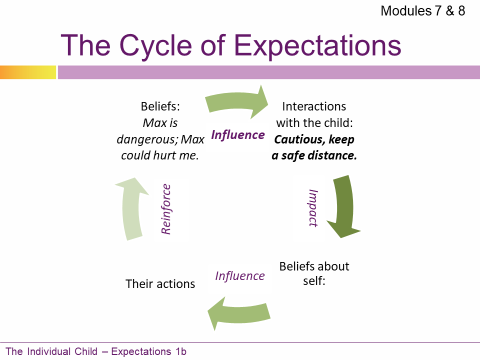 Modules 7 & 8
The Cycle of Expectations
Beliefs:
Max is
dangerous; Max
could hurt me.
Influence
Interactions
with the child:
Cautious, keep
a safe distance.
Impact
Beliefs about
self:
Influence
Their actions
Reinforce
The Individual Child – Expectations 1b